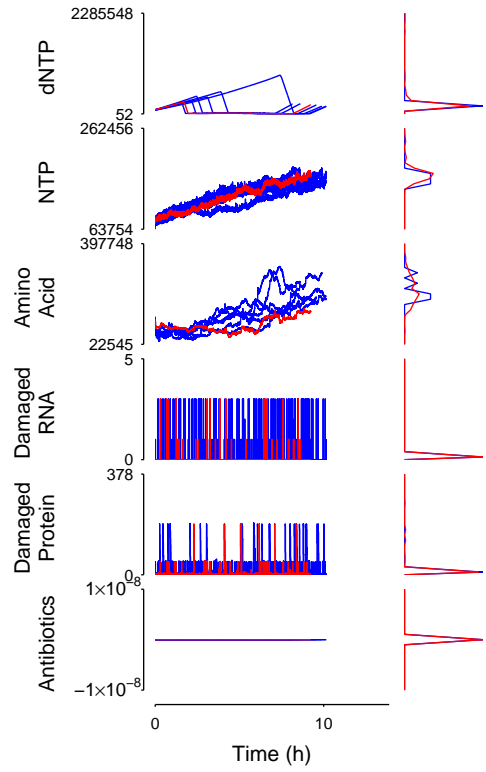 2285548
dNTP
52
262456
NTP
63754
397748
Amino
Acid
22545
5
Damaged
RNA
0
378
Damaged
Protein
0
1×10⁻⁸
Antibiotics
−1×10⁻⁸
0 10
Time (h)